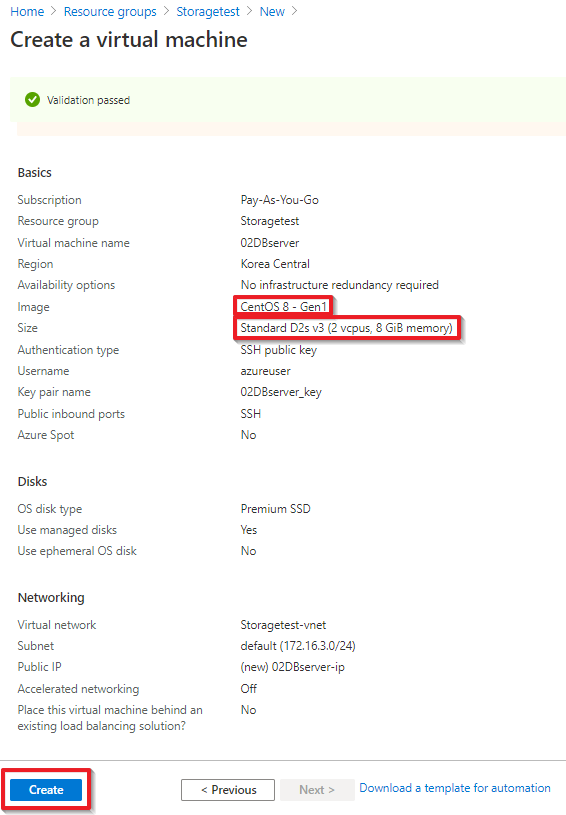 Home > Resource groups > Storagetest > New >
Create a virtual machine
Validation passed
Basics
Subscription Pay-As-You-Go
Resource group Storagetest
Virtual machine name 02DBserver
Region Korea Central
Availability options No infrastructure redundancy required
Image CentOS 8 - Gen1
Size Standard D2s v3 (2 vcpus, 8 GiB memory)
Authentication type SSH public key
Username azureuser
Key pair name 02DBserver_key
Public inbound ports SSH
Azure Spot No
Disks
OS disk type Premium SSD
Use managed disks Yes
Use ephemeral OS disk No
Networking
Virtual network Storagetest-vnet
Subnet default (172.16.3.0/24)
Public IP (new) 02DBserver-ip
Accelerated networking Off
Place this virtual machine behind an No
existing load balancing solution?
Create < Previous Next > Download a template for automation